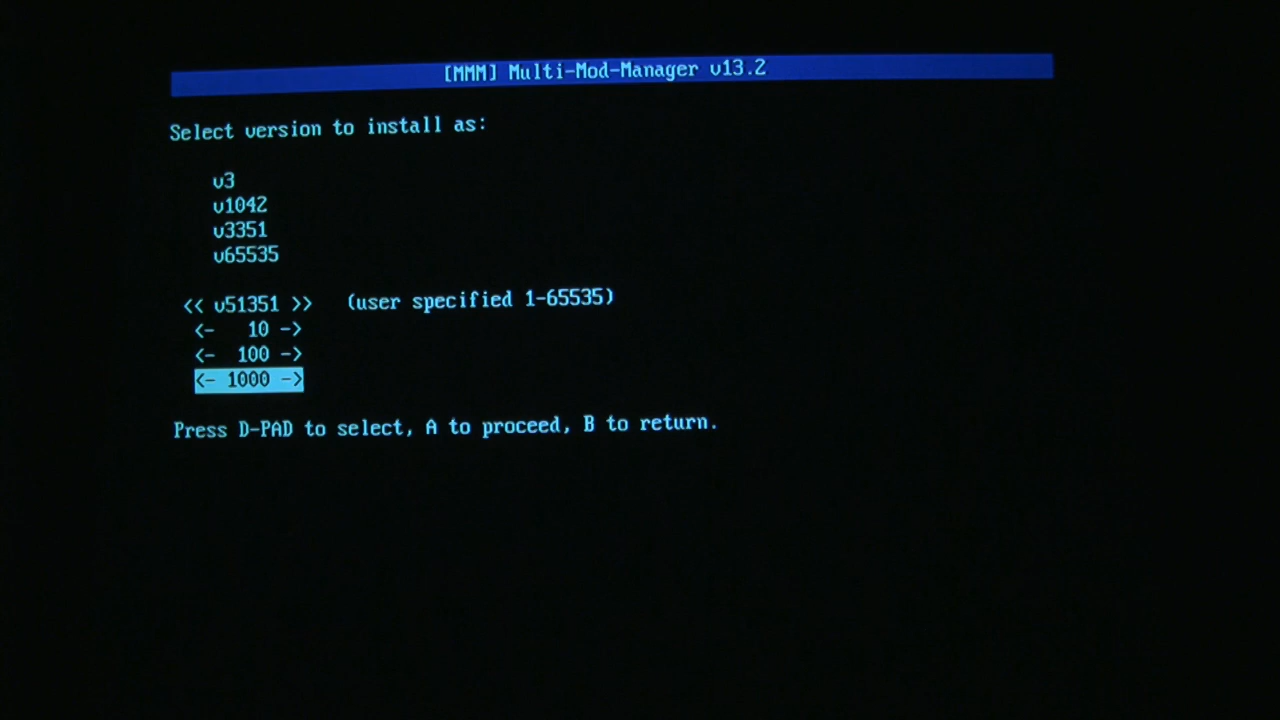 [MMM] Multi-Mod-Manager v13.2
Select version to install as:
v3
v1042
v3351
v65535
<< v51351 >> (user specified 1-65535)
<- 10 ->
<- 100 ->
<- 1000 ->
Press D-PAD to select, A to proceed, B to return.